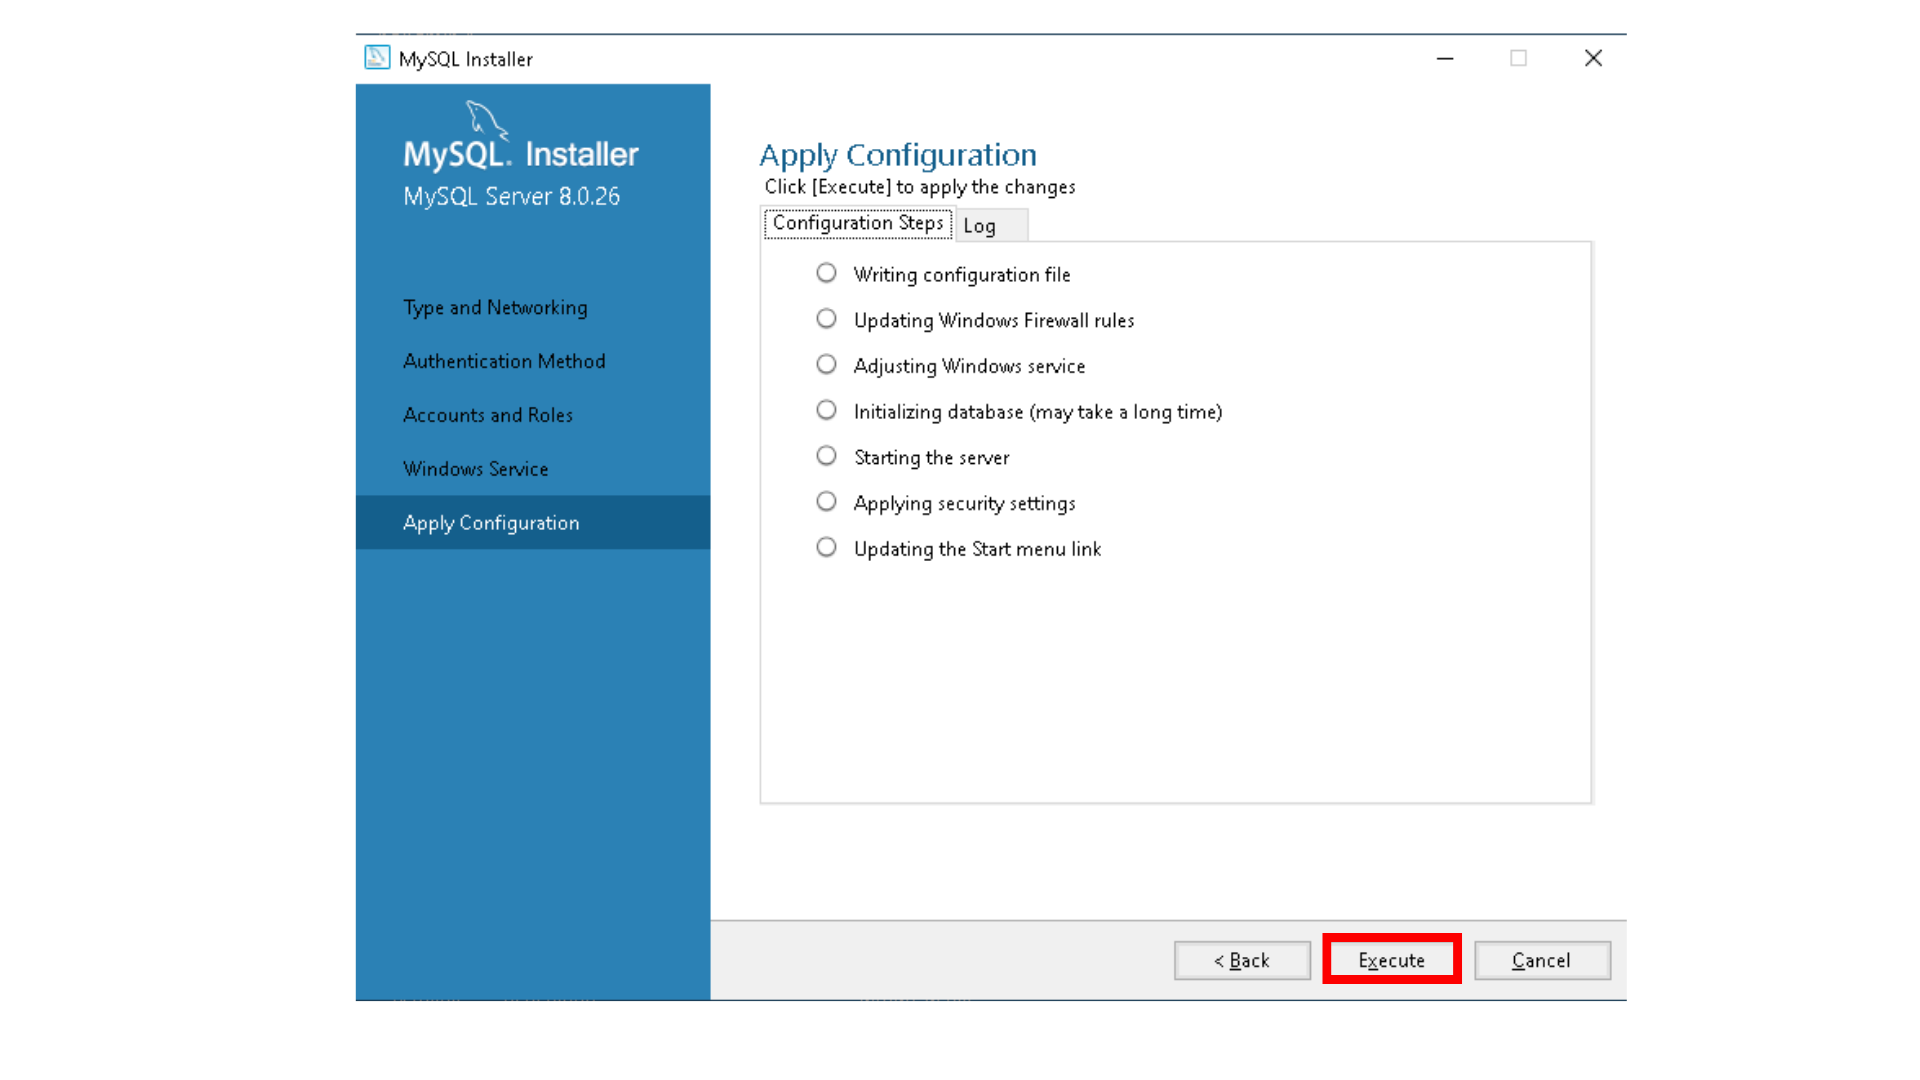 MySQL Installer
MySQL. Installer
MySQL Server 8.0.26
Type and Networking
Authentication Method
Accounts and Roles
Windows Service
Apply Configuration
Apply Configuration
Click [Execute] to apply the changes
Configuration Steps
Log
Writing configuration file
Updating Windows Firewall rules
Adjusting Windows service
Initializing database (may take a long time)
Starting the server
Applying security settings
Updating the Start menu link
< Back
Execute
Cancel